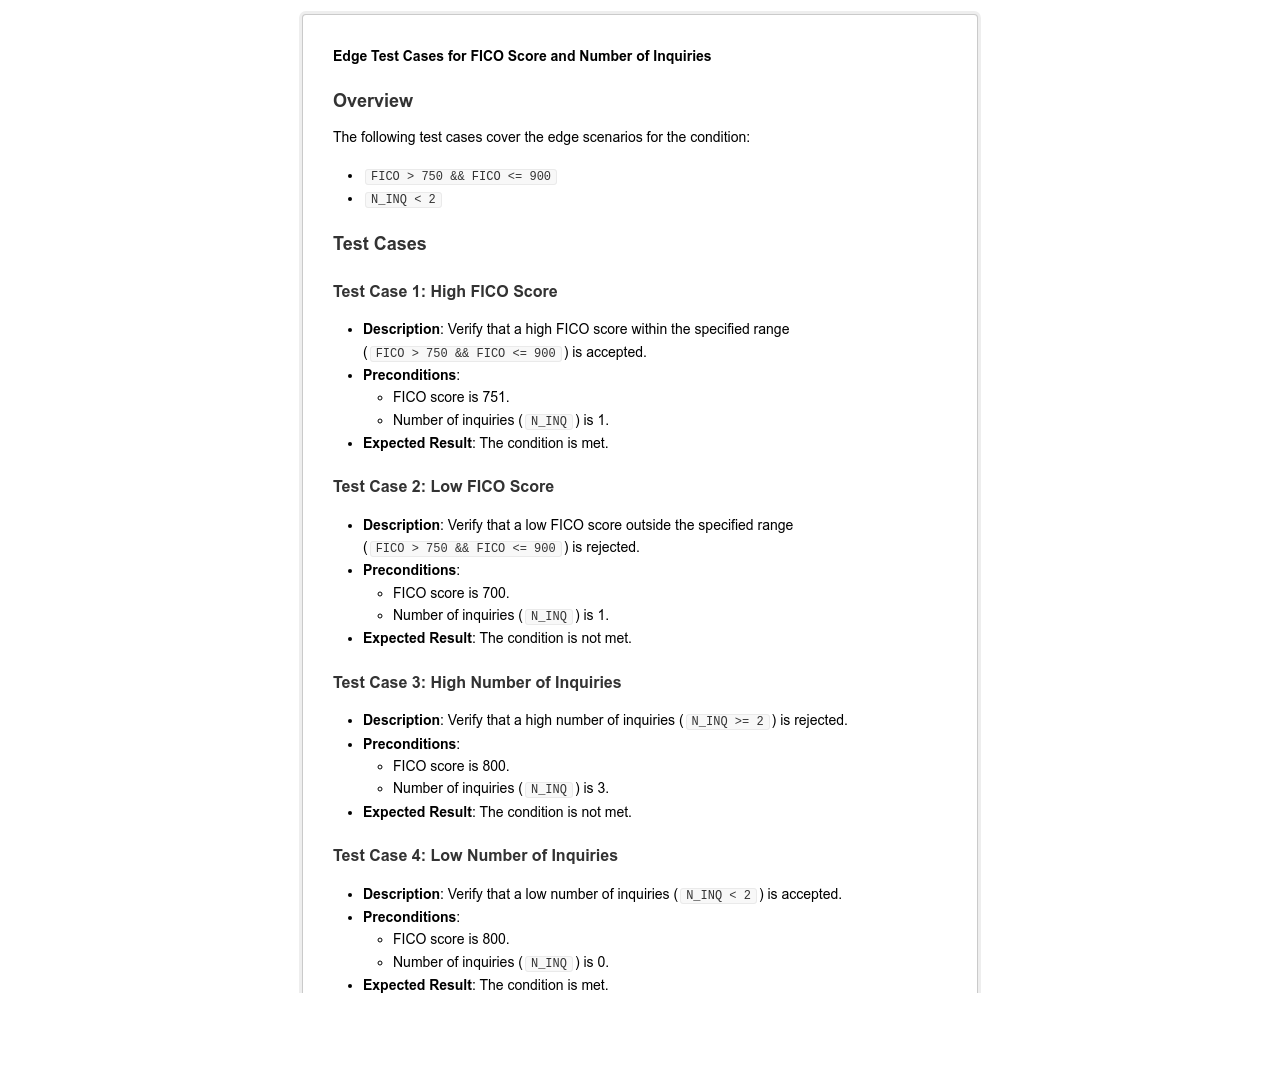 Edge Test Cases for FICO Score and Number of Inquiries
Overview
The following test cases cover the edge scenarios for the condition:
• FICO > 750 && FICO <= 900
• N_INQ < 2
Test Cases
Test Case 1: High FICO Score
• Description: Verify that a high FICO score within the specified range
( FICO > 750 && FICO <= 900 ) is accepted.
• Preconditions:
◦ FICO score is 751.
◦ Number of inquiries ( N_INQ ) is 1.
• Expected Result: The condition is met.
Test Case 2: Low FICO Score
• Description: Verify that a low FICO score outside the specified range
( FICO > 750 && FICO <= 900 ) is rejected.
• Preconditions:
◦ FICO score is 700.
◦ Number of inquiries ( N_INQ ) is 1.
• Expected Result: The condition is not met.
Test Case 3: High Number of Inquiries
• Description: Verify that a high number of inquiries ( N_INQ >= 2 ) is rejected.
• Preconditions:
◦ FICO score is 800.
◦ Number of inquiries ( N_INQ ) is 3.
• Expected Result: The condition is not met.
Test Case 4: Low Number of Inquiries
• Description: Verify that a low number of inquiries ( N_INQ < 2 ) is accepted.
• Preconditions:
◦ FICO score is 800.
◦ Number of inquiries ( N_INQ ) is 0.
• Expected Result: The condition is met.